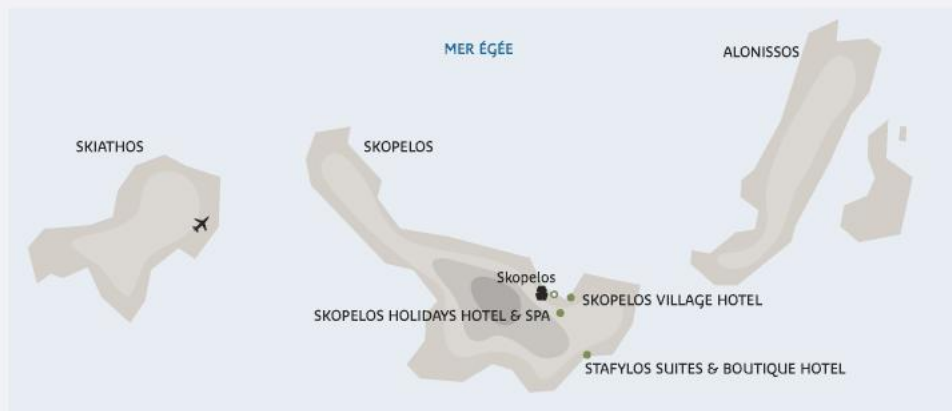 MER ÉGÉE
ALONISSOS
SKIATHOS
SKOPELOS
Skopelos
SKOPELOS VILLAGE HOTEL
SKOPELOS HOLIDAYS HOTEL & SPA
STAFYLOS SUITES & BOUTIQUE HOTEL